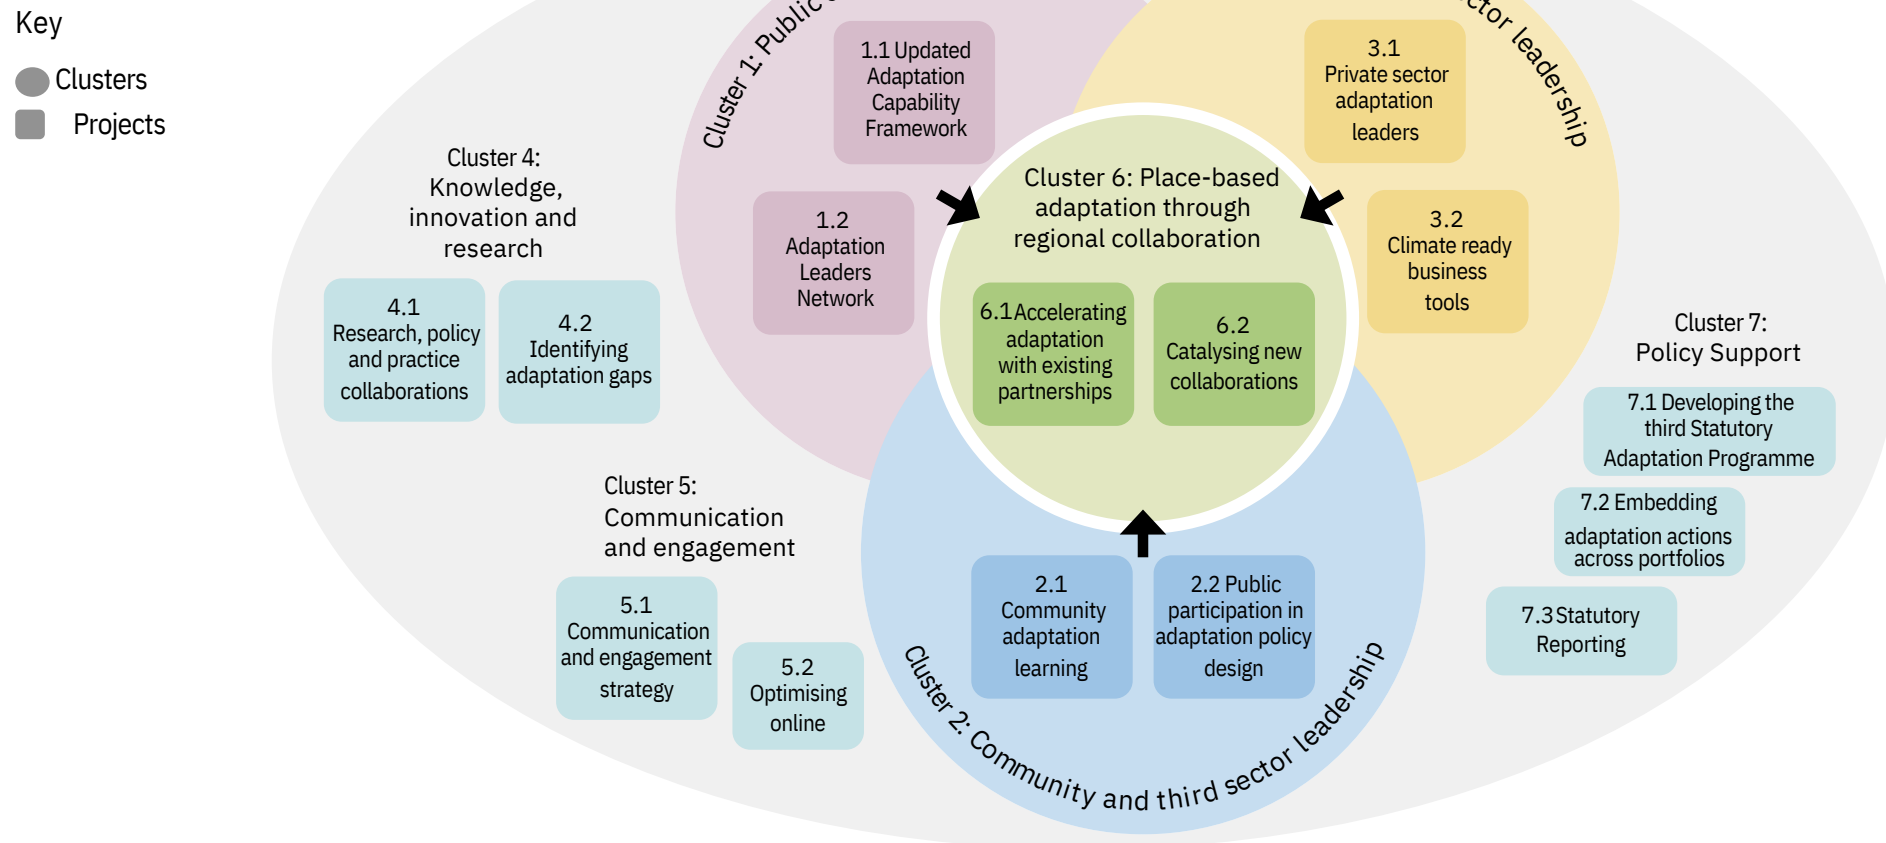 Key
Clusters
Projects
Cluster 1: Public
ctor leadership
1.1 Updated
Adaptation
Capability
Framework
1.2
Adaptation
Leaders
Network
3.1
Private sector
adaptation
leaders
3.2
Climate ready
business
tools
Cluster 4:
Knowledge,
innovation and
research
4.1
Research, policy
and practice
collaborations
4.2
Identifying
adaptation gaps
Cluster 6: Place-based
adaptation through
regional collaboration
6.1 Accelerating
adaptation
with existing
partnerships
6.2
Catalysing new
collaborations
Cluster 7:
Policy Support
7.1 Developing the
third Statutory
Adaptation Programme
7.2 Embedding
adaptation actions
across portfolios
7.3 Statutory
Reporting
Cluster 5:
Communication
and engagement
5.1
Communication
and engagement
strategy
5.2
Optimising
online
2.1
Community
adaptation
learning
2.2 Public
participation in
adaptation policy
design
Cluster 2: Community and third sector leadership